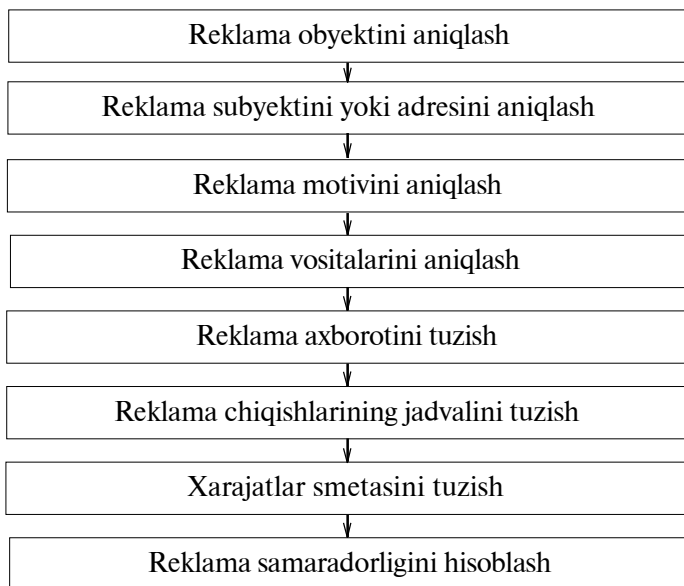 Reklama obyektini aniqlash
Reklama subyektini yoki adresini aniqlash
Reklama motivini aniqlash
Reklama vositalarini aniqlash
Reklama axborotini tuzish
Reklama chiqishlarining jadvalini tuzish
Xarajatlar smetasini tuzish
Reklama samaradorligini hisoblash